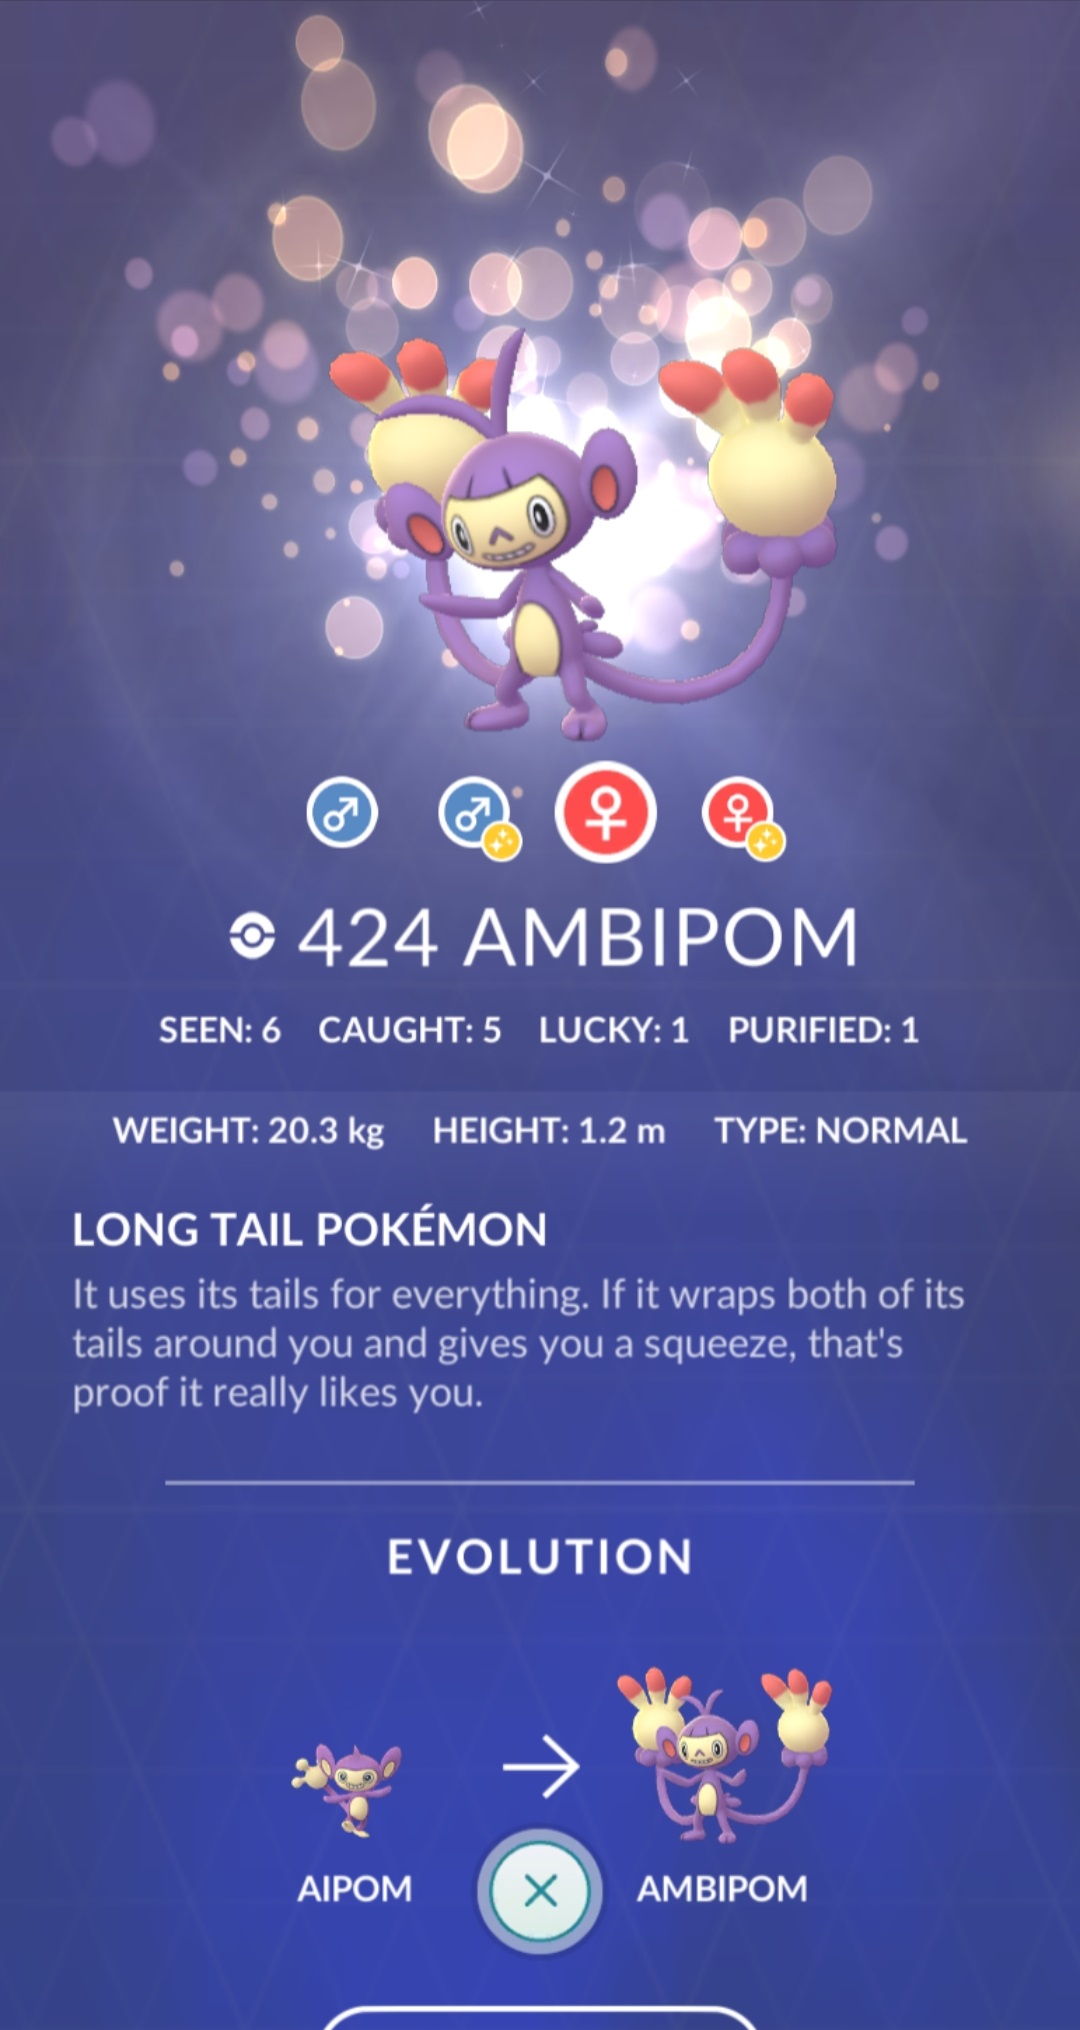 424 AMBIPOM
SEEN: 6 CAUGHT: 5 LUCKY: 1 PURIFIED: 1
WEIGHT: 20.3 kg HEIGHT: 1.2 m TYPE: NORMAL
LONG TAIL POKÉMON
It uses its tails for everything. If it wraps both of its
tails around you and gives you a squeeze, that's
proof it really likes you.
EVOLUTION
AIPOM AMBIPOM